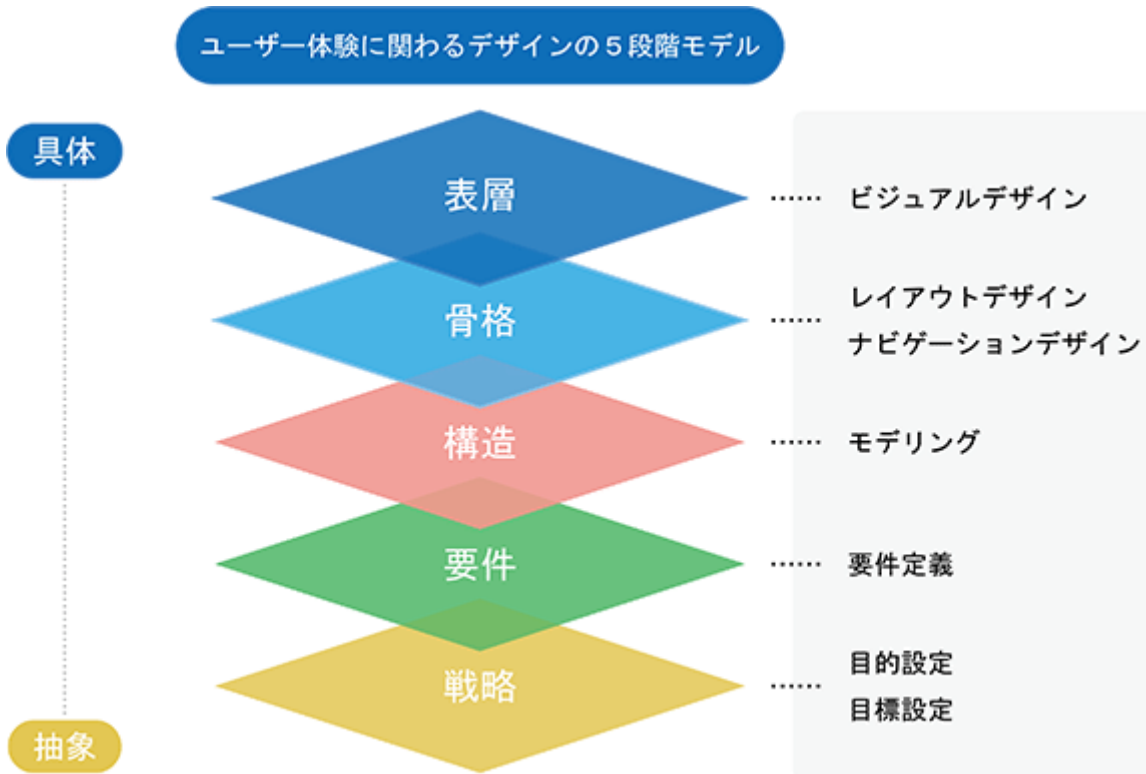 ユーザー体験に関わるデザインの５段階モデル
具体
表層
ビジュアルデザイン
骨格
レイアウトデザイン
ナビゲーションデザイン
構造
モデリング
要件
要件定義
戦略
目的設定
目標設定
抽象